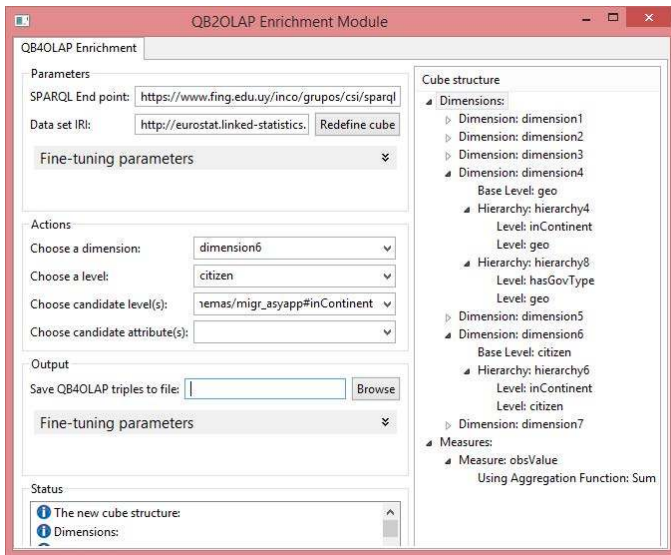 QB2OLAP Enrichment Module
QB4OLAP Enrichment
Parameters
SPARQL End point: https://www.fing.edu.uy/inco/grupos/csi/sparql
Data set IRI: http://eurostat.linked-statistics. Redefine cube
Fine-tuning parameters
Actions
Choose a dimension: dimension6
Choose a level: citizen
Choose candidate level(s): nemas/migr_asyapp#inContinent
Choose candidate attribute(s):
Output
Save QB4OLAP triples to file: Browse
Fine-tuning parameters
Status
The new cube structure:
Dimensions:
Cube structure
Dimensions:
Dimension: dimension1
Dimension: dimension2
Dimension: dimension3
Dimension: dimension4
Base Level: geo
Hierarchy: hierarchy4
Level: inContinent
Level: geo
Hierarchy: hierarchy8
Level: hasGovType
Level: geo
Dimension: dimension5
Dimension: dimension6
Base Level: citizen
Hierarchy: hierarchy6
Level: inContinent
Level: citizen
Dimension: dimension7
Measures:
Measure: obsValue
Using Aggregation Function: Sum